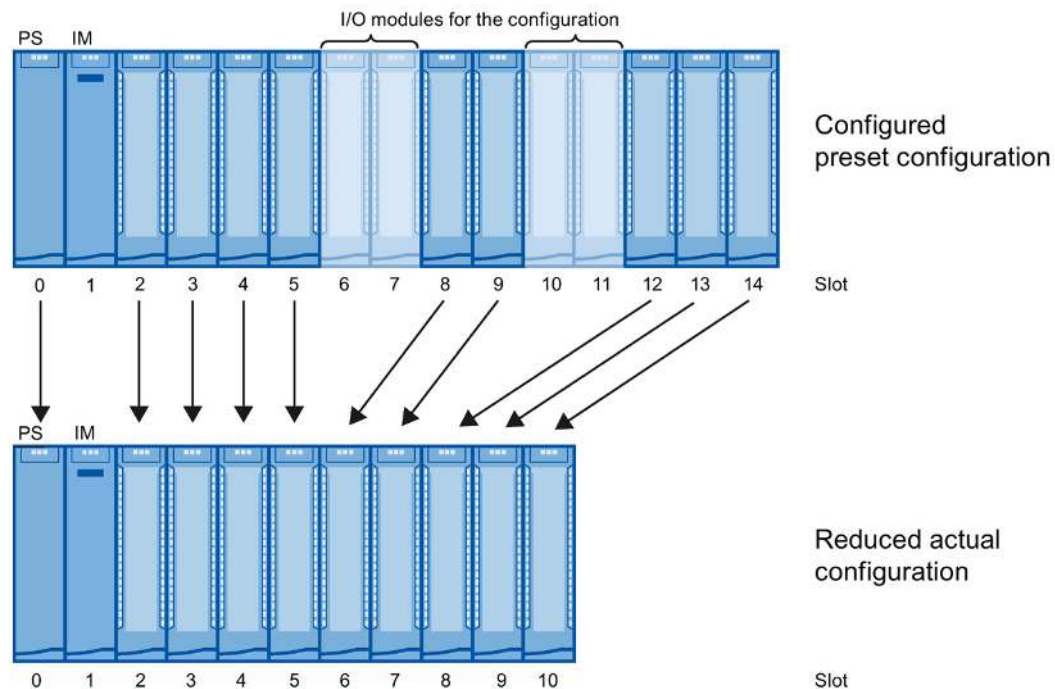 I/O modules for the configuration
PS IM
Configured
preset configuration
0 1 2 3 4 5 6 7 8 9 10 11 12 13 14 Slot
PS IM
Reduced actual
configuration
0 1 2 3 4 5 6 7 8 9 10 Slot